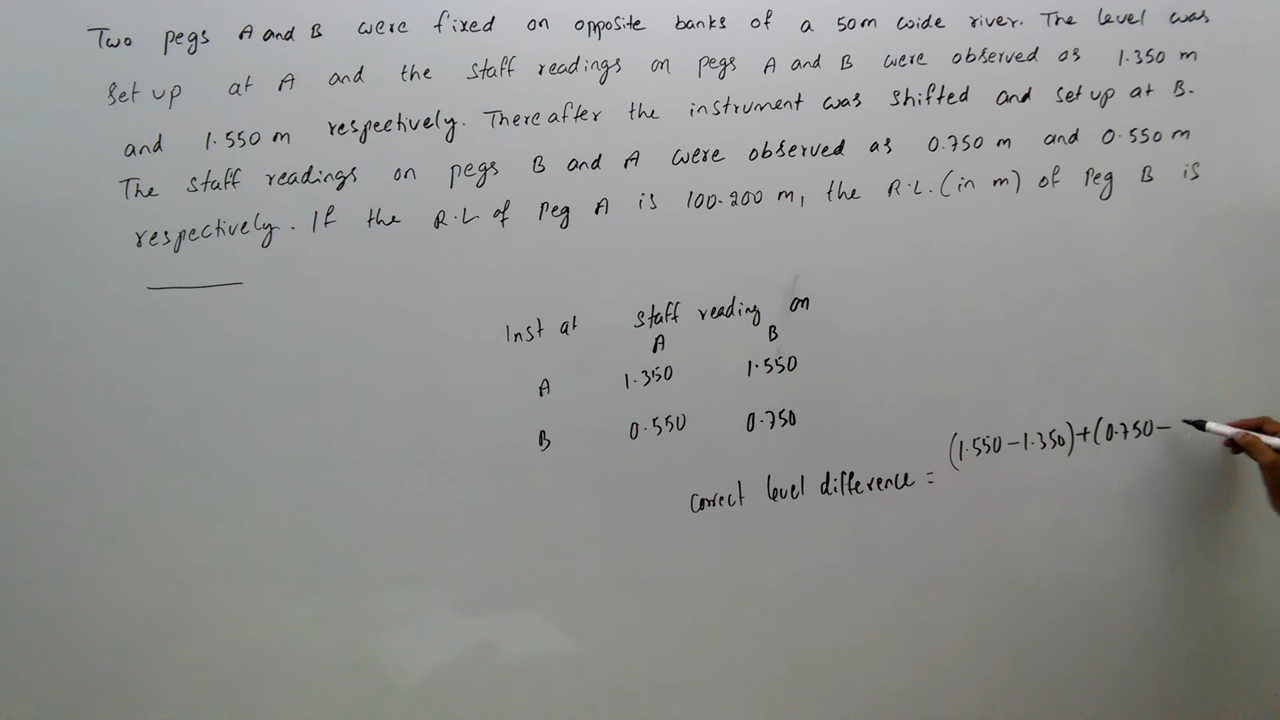 Two pegs A and B were fixed on opposite banks of a 50m wide river. The level was
set up at A and the staff readings on pegs A and B were observed as 1.350 m
and 1.550 m respectively. Thereafter the instrument was shifted and set up at B.
The staff readings on pegs B and A were observed as 0.750 m and 0.550 m
respectively. If the R.L of Peg A is 100.200 m, the R.L. (in m) of Peg B is
Inst at staff reading on
A B
A 1.350 1.550
B 0.550 0.750
correct level difference = (1.550-1.350)+(0.750-